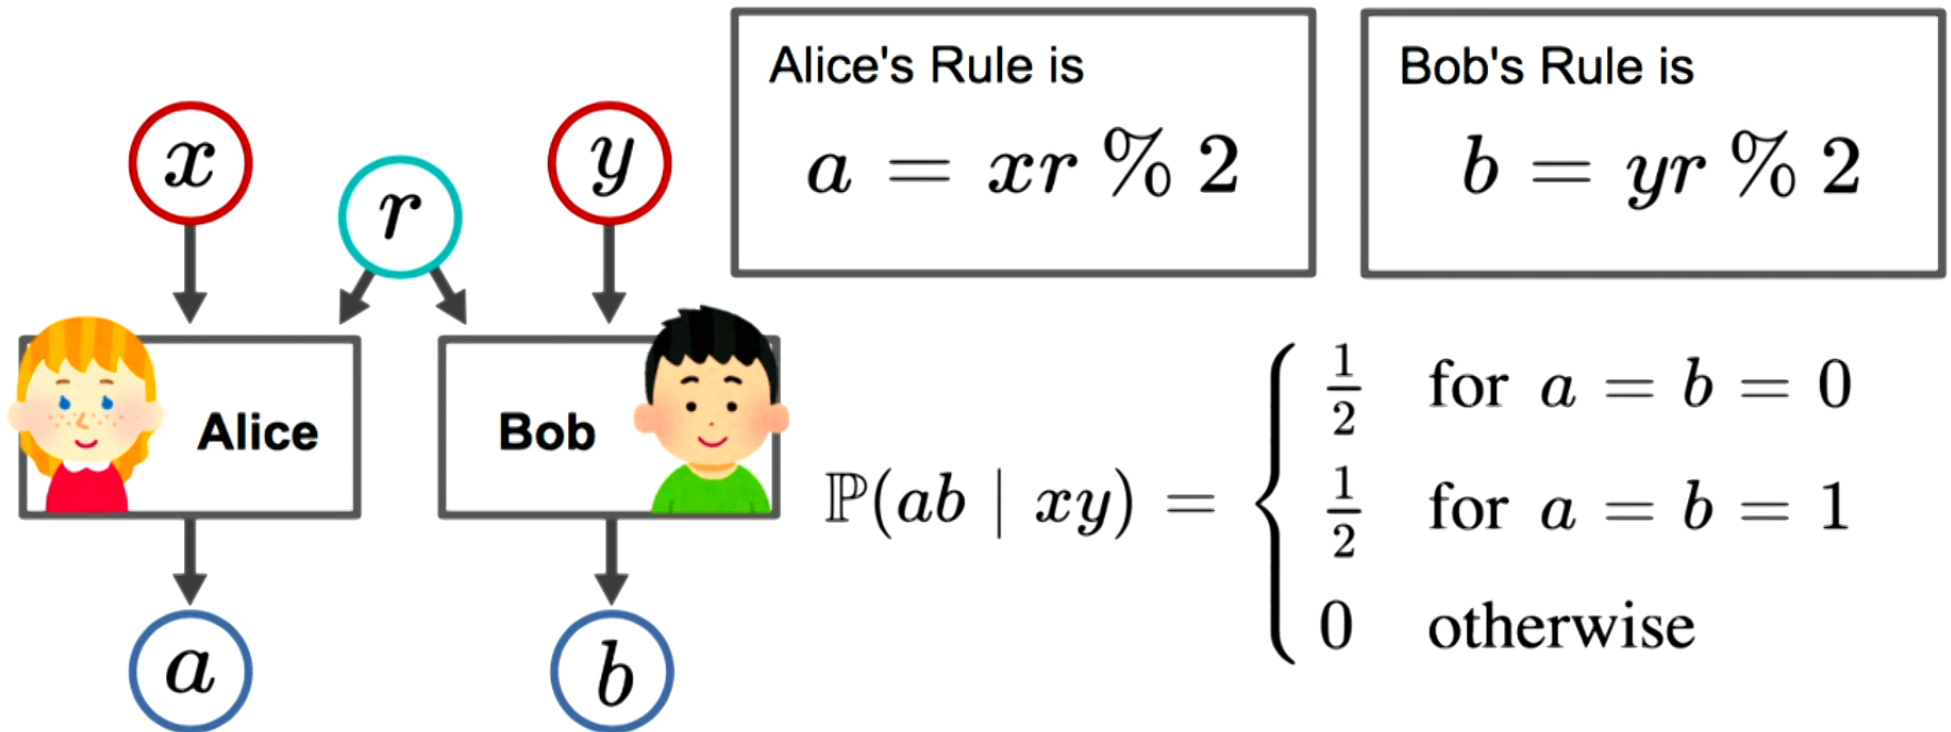 x
r
y
Alice's Rule is
a = xr % 2
Bob's Rule is
b = yr % 2
Alice
Bob
ℙ(ab | xy) = { 1/2 for a = b = 0
1/2 for a = b = 1
0 otherwise
a
b